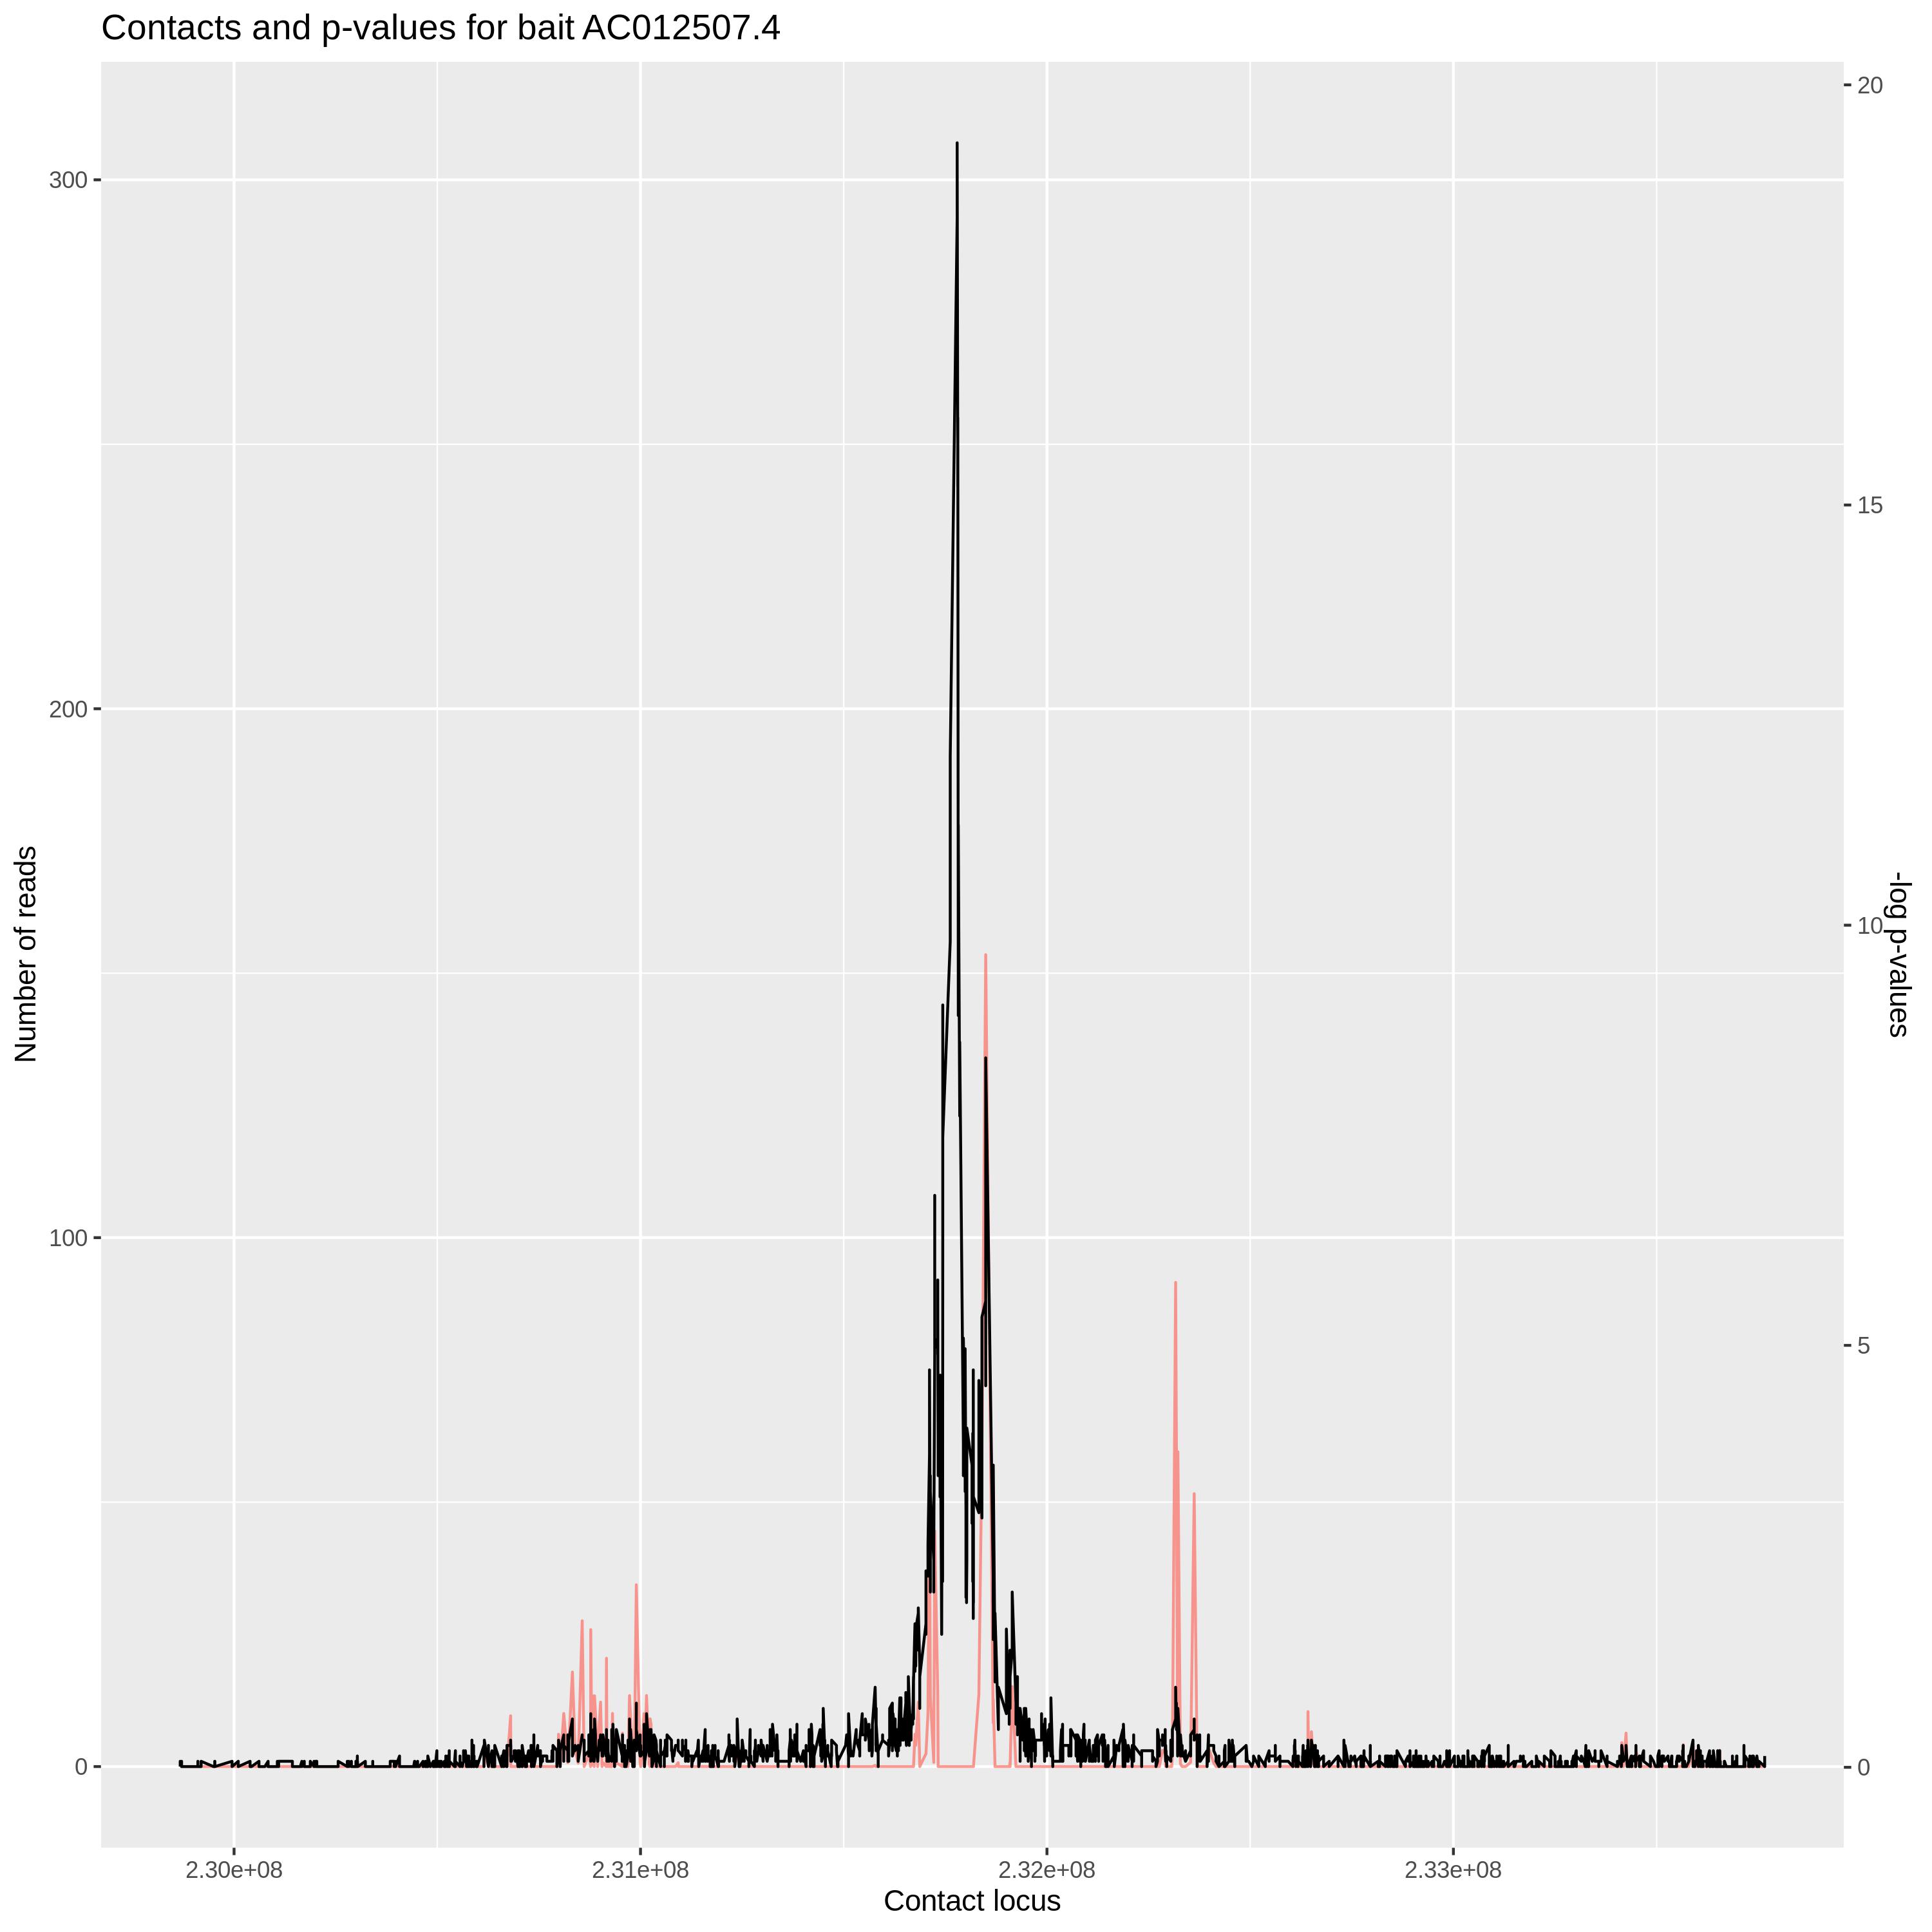 Contacts and p-values for bait AC012507.4
300
200
100
0
Number of reads
20
15
10
5
0
-log p-values
2.30e+08
2.31e+08
2.32e+08
2.33e+08
Contact locus